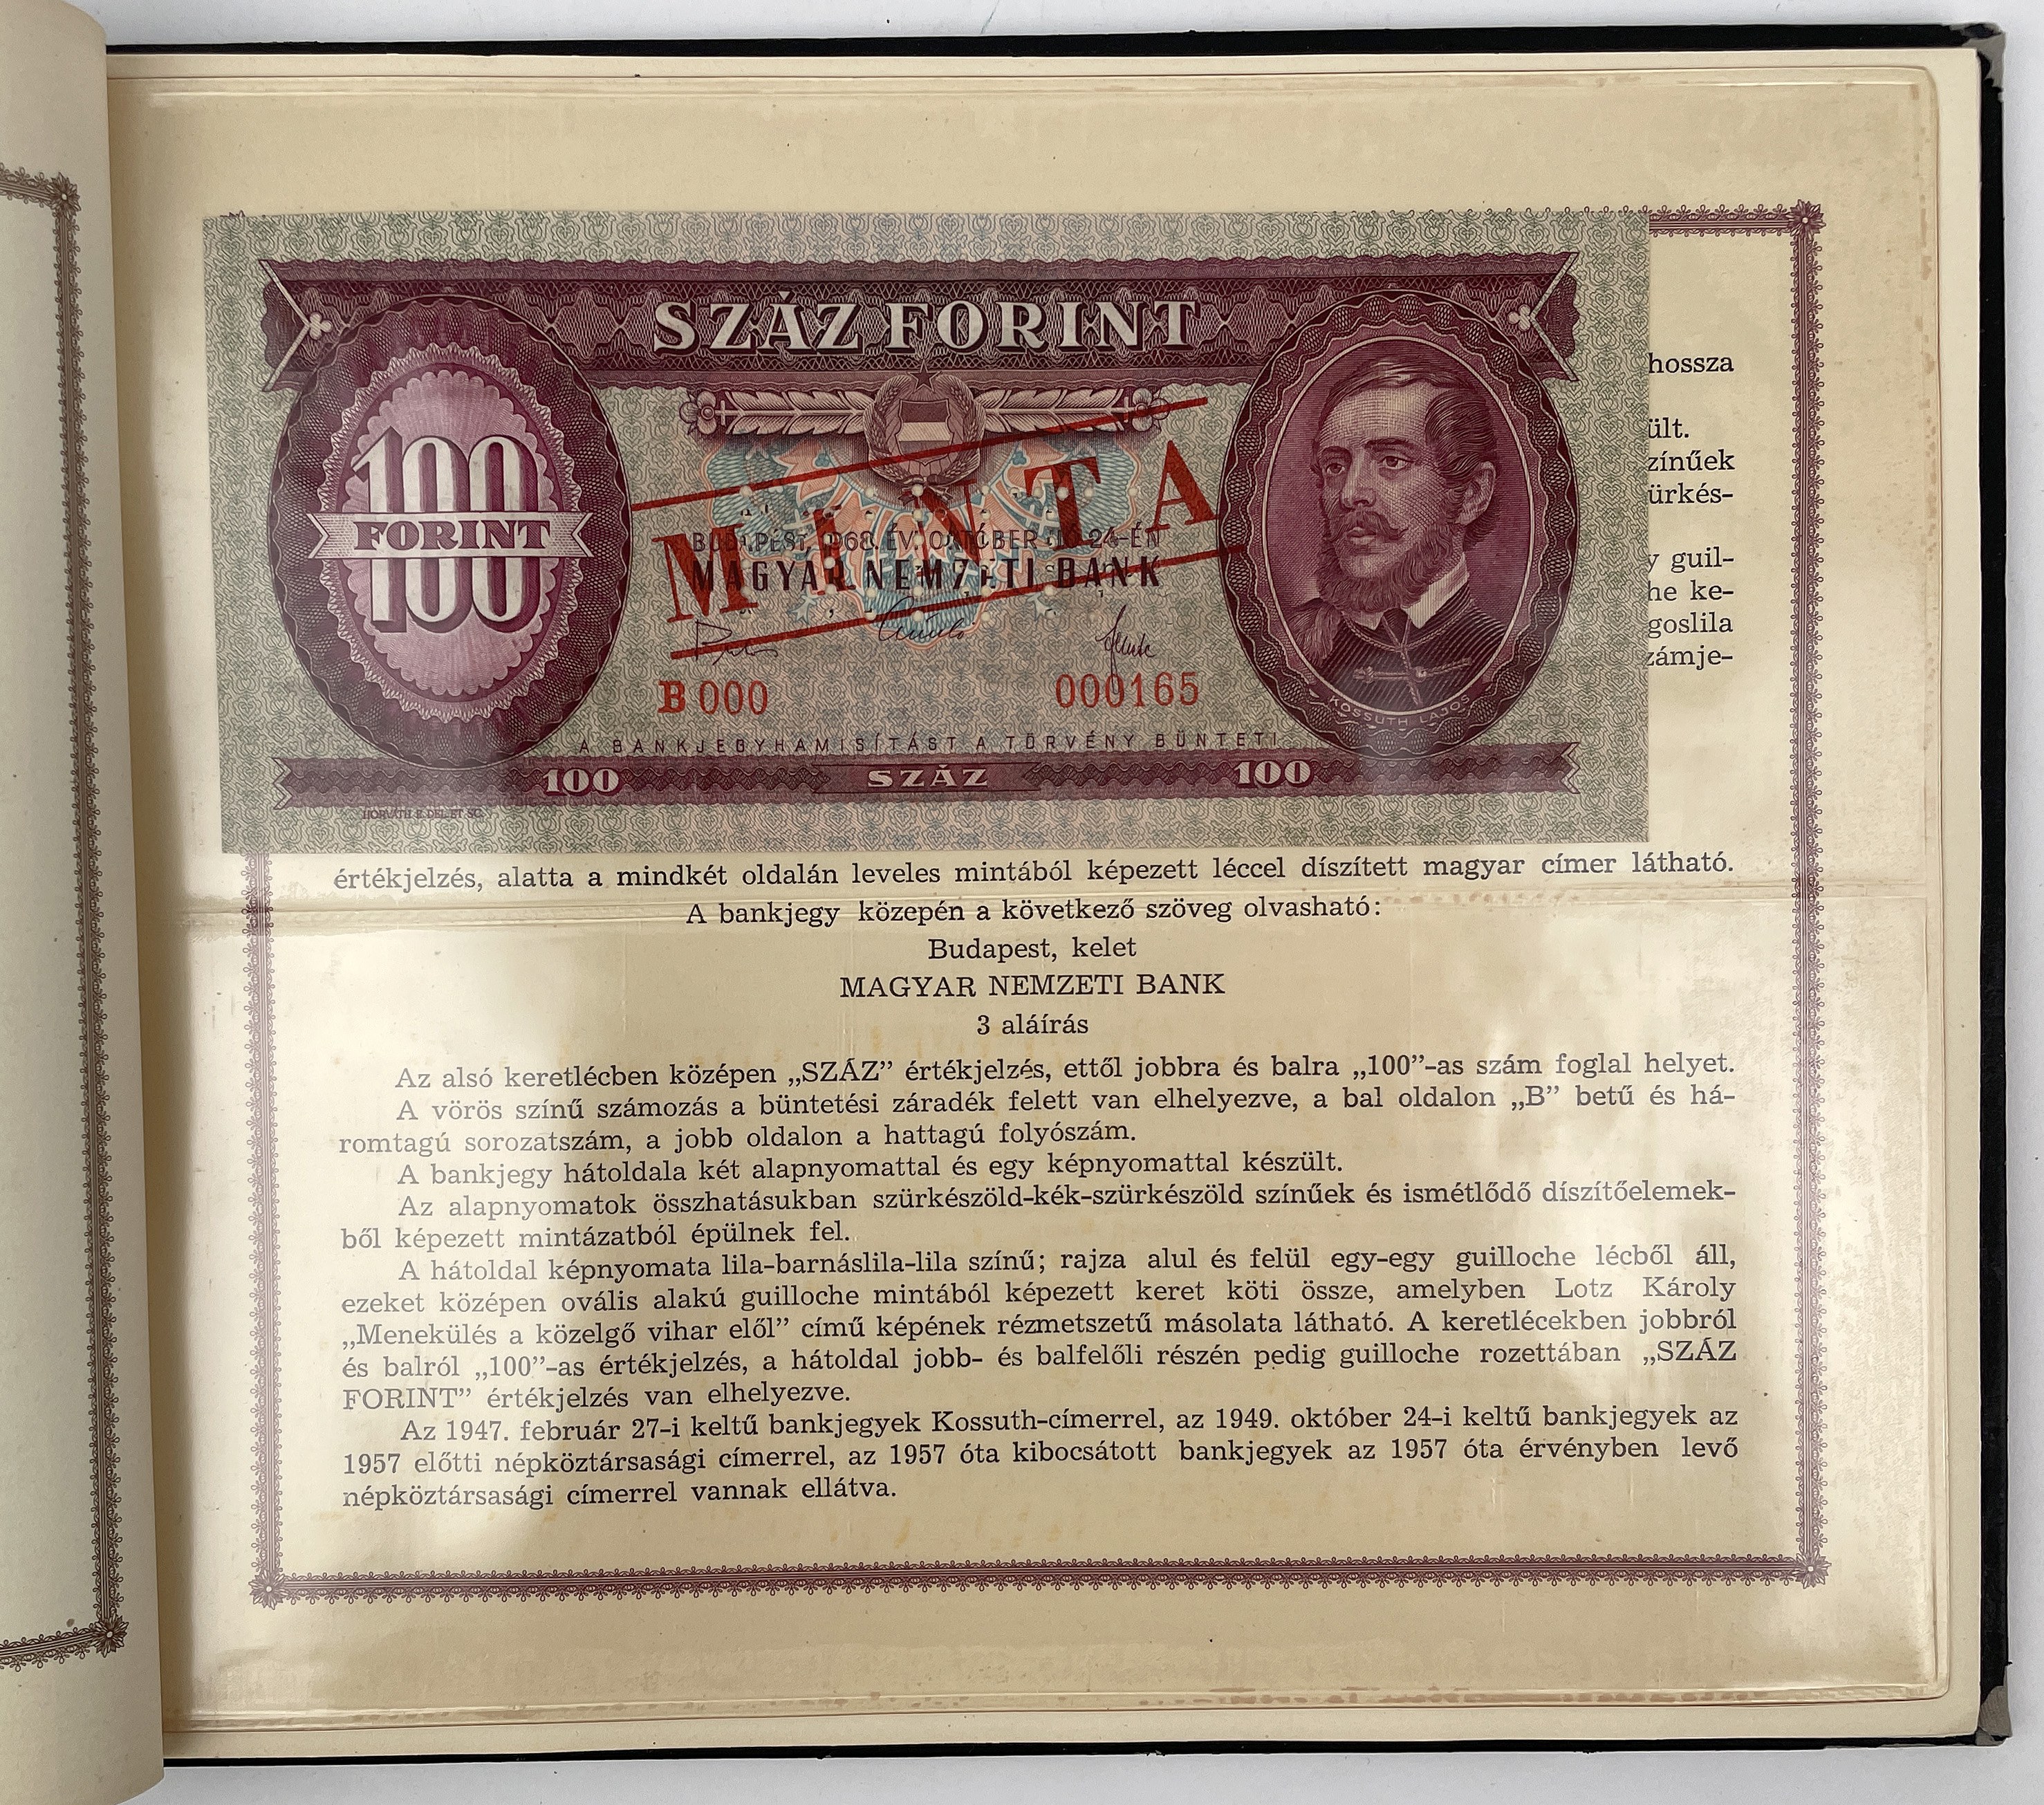 SZÁZ FORINT
100
FORINT
100
MINTA
BUDAPEST, 1968. ÉVI OKTÓBER HÓ 24-ÉN
MAGYAR NEMZETI BANK
B 000
000165
KOSSUTH LAJOS
A BANKJEGYHAMISÍTÁST A TÖRVÉNY BÜNTETI
100 SZÁZ 100
HORVÁTH E. DEL. ET SC.
hossza
ült.
zínűek
ürkés-
y guil-
he ke-
goslila
zámje-
értékjelzés, alatta a mindkét oldalán leveles mintából képezett léccel díszített magyar címer látható.
A bankjegy közepén a következő szöveg olvasható:
Budapest, kelet
MAGYAR NEMZETI BANK
3 aláírás
Az alsó keretlécben középen „SZÁZ” értékjelzés, ettől jobbra és balra „100”-as szám foglal helyet.
A vörös színű számozás a büntetési záradék felett van elhelyezve, a bal oldalon „B” betű és há-
romtagú sorozatszám, a jobb oldalon a hattagú folyószám.
A bankjegy hátoldala két alapnyomattal és egy képnyomattal készült.
Az alapnyomatok összhatásukban szürkészöld-kék-szürkészöld színűek és ismétlődő díszítőelemek-
ből képezett mintázatból épülnek fel.
A hátoldal képnyomata lila-barnáslila-lila színű; rajza alul és felül egy-egy guilloche lécből áll,
ezeket középen ovális alakú guilloche mintából képezett keret köti össze, amelyben Lotz Károly
„Menekülés a közelgő vihar elől” című képének rézmetszetű másolata látható. A keretlécekben jobbról
és balról „100”-as értékjelzés, a hátoldal jobb- és balfelőli részén pedig guilloche rozettában „SZÁZ
FORINT” értékjelzés van elhelyezve.
Az 1947. február 27-i keltű bankjegyek Kossuth-címerrel, az 1949. október 24-i keltű bankjegyek az
1957 előtti népköztársasági címerrel, az 1957 óta kibocsátott bankjegyek az 1957 óta érvényben levő
népköztársasági címerrel vannak ellátva.